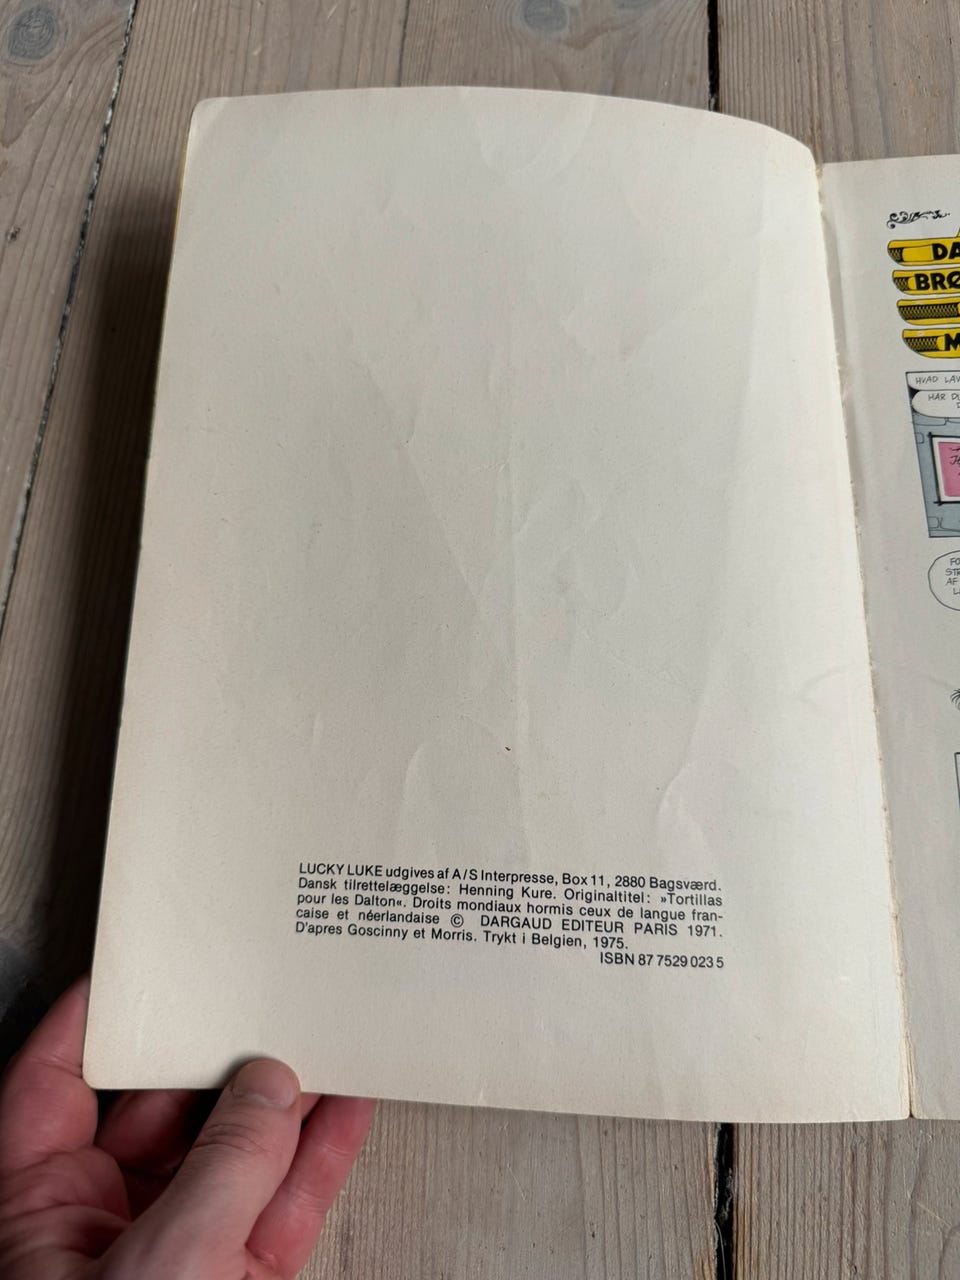 LUCKY LUKE udgives af A/S Interpresse, Box 11, 2880 Bagsværd.
Dansk tilrettelæggelse: Henning Kure. Originaltitel: »Tortillas
pour les Dalton«. Droits mondiaux hormis ceux de langue fran-
caise et néerlandaise © DARGAUD EDITEUR PARIS 1971.
D'apres Goscinny et Morris. Trykt i Belgien, 1975.
ISBN 87 7529 023 5
HVAD
HAR